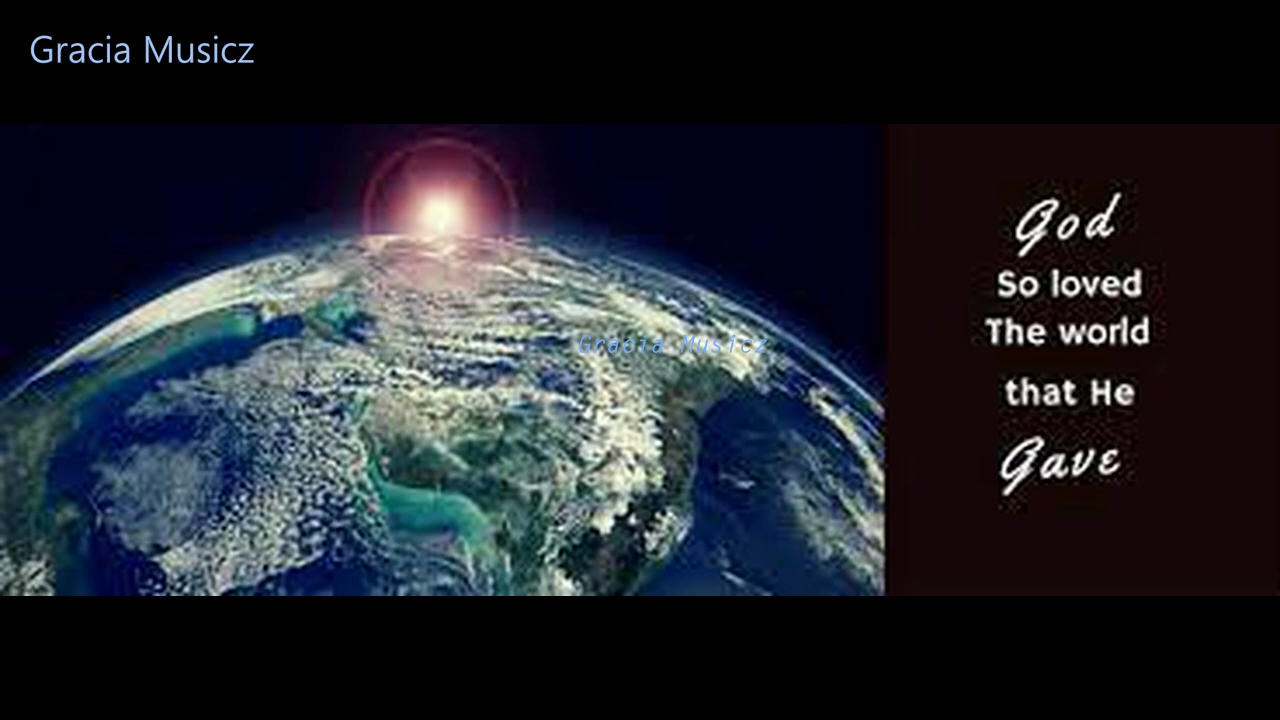 Gracia Musicz
God
So loved
The world
that He
Gave
Gracia Musicz